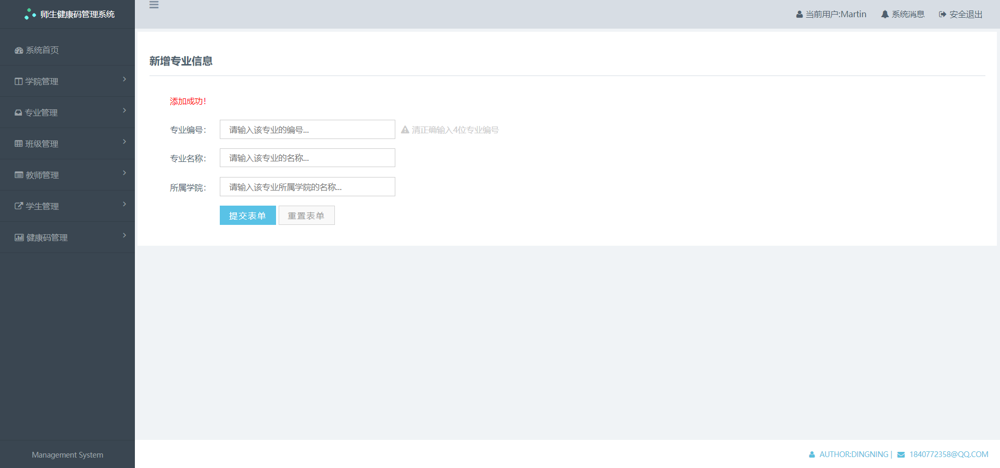 师生健康码管理系统
当前用户:Martin
系统消息
安全退出
系统首页
学院管理
专业管理
班级管理
教师管理
学生管理
健康码管理
Management System
新增专业信息
添加成功！
专业编号： 请输入该专业的编号... 清正确输入4位专业编号
专业名称： 请输入该专业的名称...
所属学院： 请输入该专业所属学院的名称...
提交表单 重置表单
AUTHOR:DINGNING | 1840772358@QQ.COM